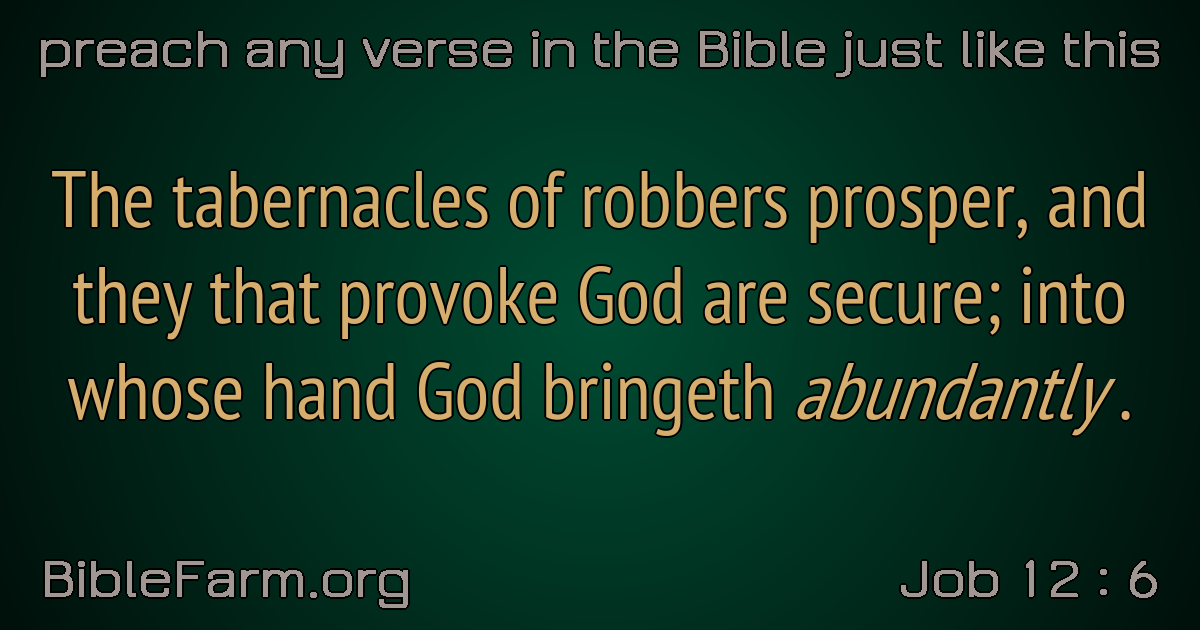 preach any verse in the Bible just like this
The tabernacles of robbers prosper, and
they that provoke God are secure; into
whose hand God bringeth abundantly .
BibleFarm.org
Job 12 : 6